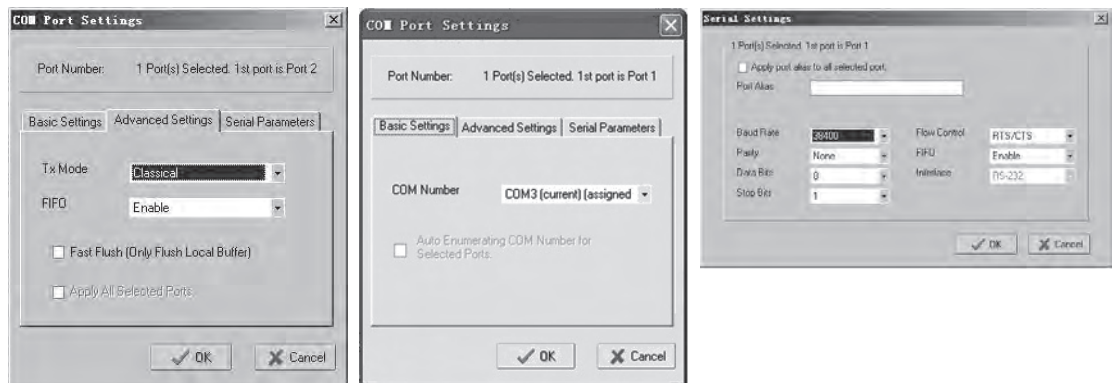 COM Port Settings
Port Number: 1 Port(s) Selected. 1st port is Port 2
Basic Settings Advanced Settings Serial Parameters
Tx Mode Classical
FIFO Enable
Fast Flush (Only Flush Local Buffer)
Apply All Selected Ports
OK Cancel
COM Port Settings
Port Number: 1 Port(s) Selected. 1st port is Port 1
Basic Settings Advanced Settings Serial Parameters
COM Number COM3 (current) (assigned
Auto Enumerating COM Number for
Selected Ports.
OK Cancel
Serial Settings
1 Port(s) Selected. 1st port is Port 1
Apply port alias to all selected port.
Port Alias
Baud Rate 38400 Flow Control RTS/CTS
Parity None FIFO Enable
Data Bits 8 Interface RS-232
Stop Bits 1
OK Cancel